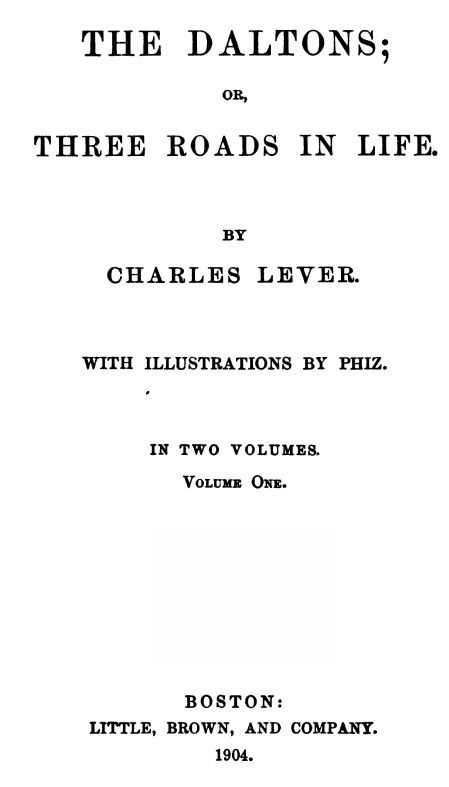 THE DALTONS;
OR,
THREE ROADS IN LIFE.
BY
CHARLES LEVER.
WITH ILLUSTRATIONS BY PHIZ.
IN TWO VOLUMES.
VOLUME ONE.
BOSTON:
LITTLE, BROWN, AND COMPANY.
1904.